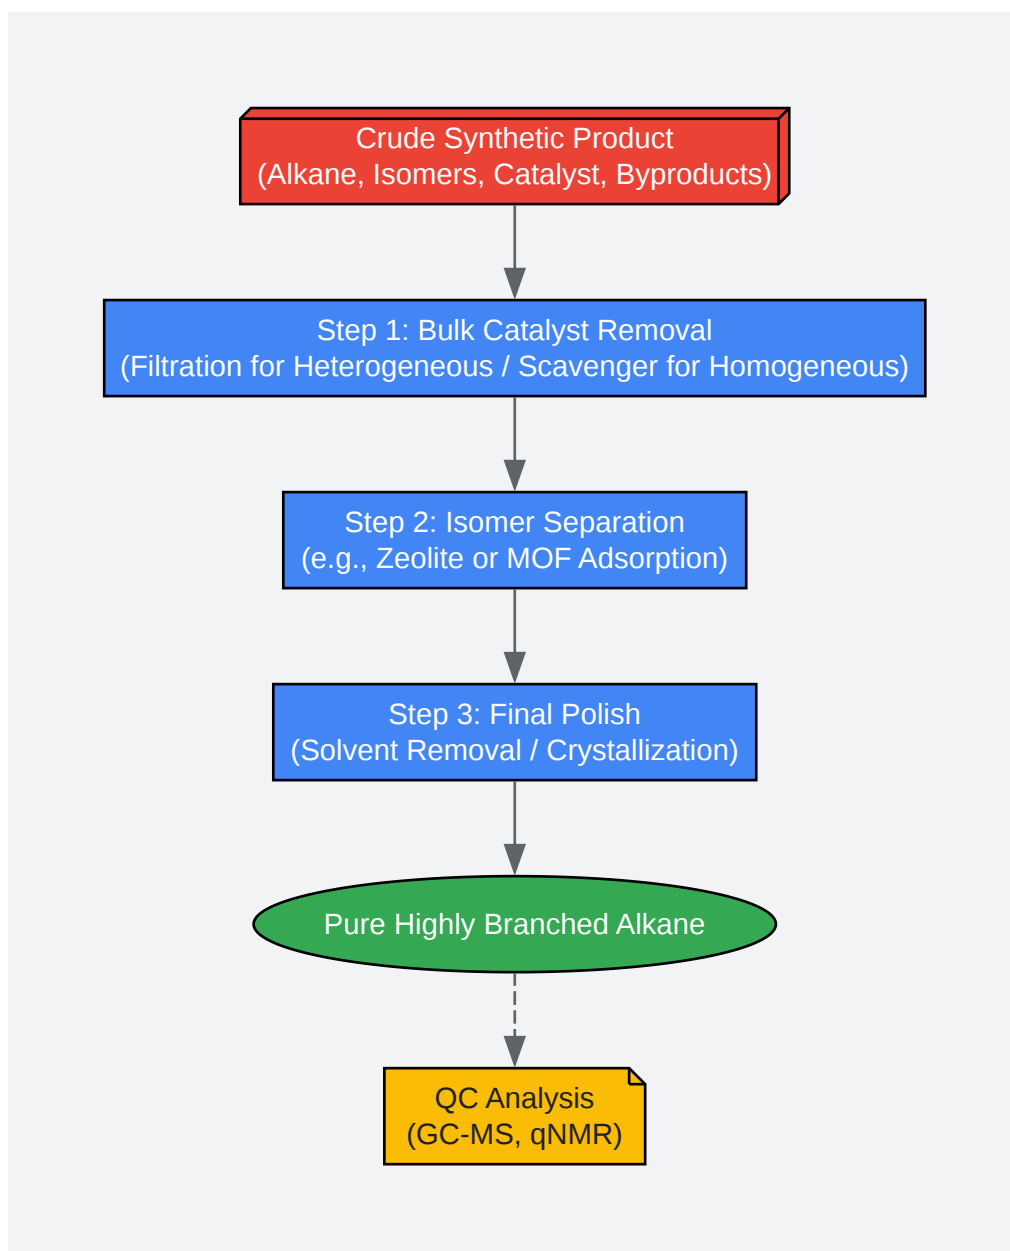 Crude Synthetic Product
(Alkane, Isomers, Catalyst, Byproducts)
Step 1: Bulk Catalyst Removal
(Filtration for Heterogeneous / Scavenger for Homogeneous)
Step 2: Isomer Separation
(e.g., Zeolite or MOF Adsorption)
Step 3: Final Polish
(Solvent Removal / Crystallization)
Pure Highly Branched Alkane
QC Analysis
(GC-MS, qNMR)